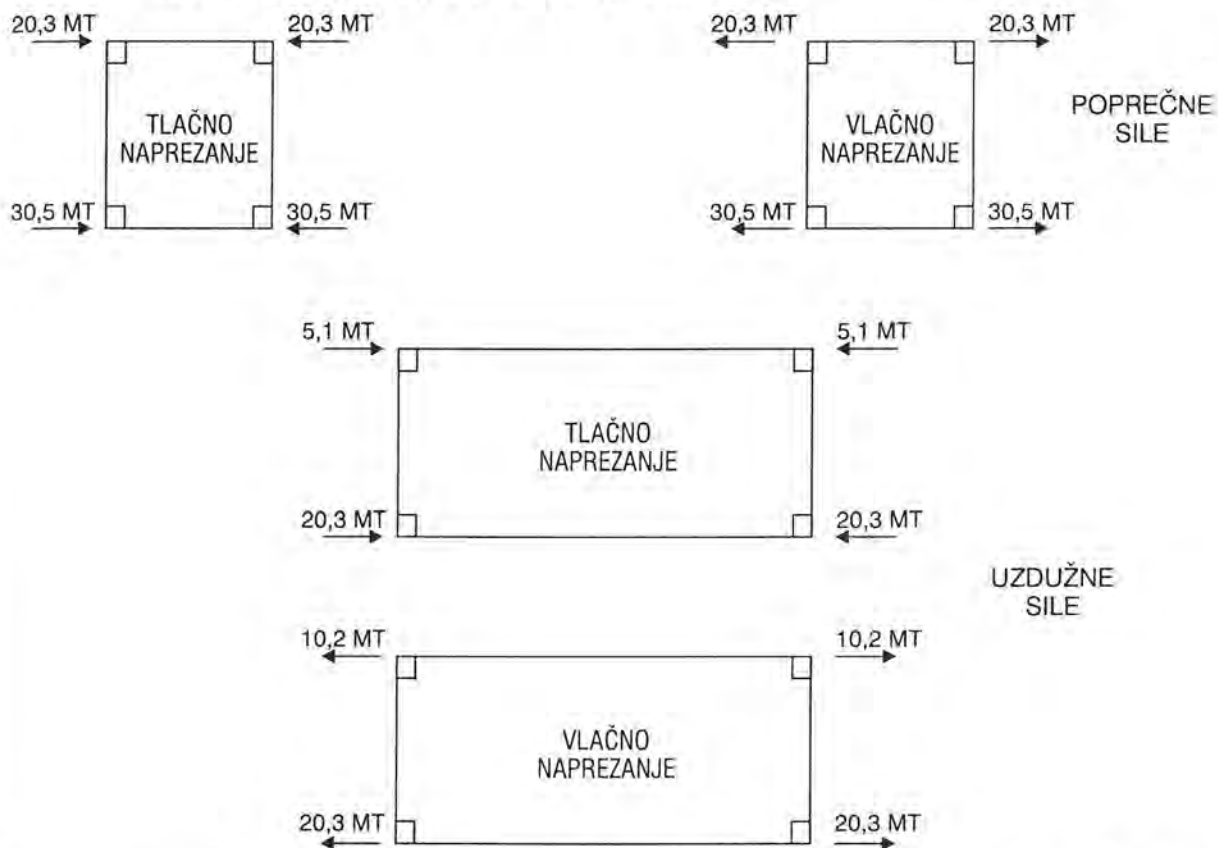 20,3 MT 20,3 MT 20,3 MT 20,3 MT
TLAČNO
NAPREZANJE
VLAČNO
NAPREZANJE
POPREČNE
SILE
30,5 MT 30,5 MT 30,5 MT 30,5 MT
5,1 MT 5,1 MT
TLAČNO
NAPREZANJE
20,3 MT 20,3 MT
UZDUŽNE
SILE
10,2 MT 10,2 MT
VLAČNO
NAPREZANJE
20,3 MT 20,3 MT